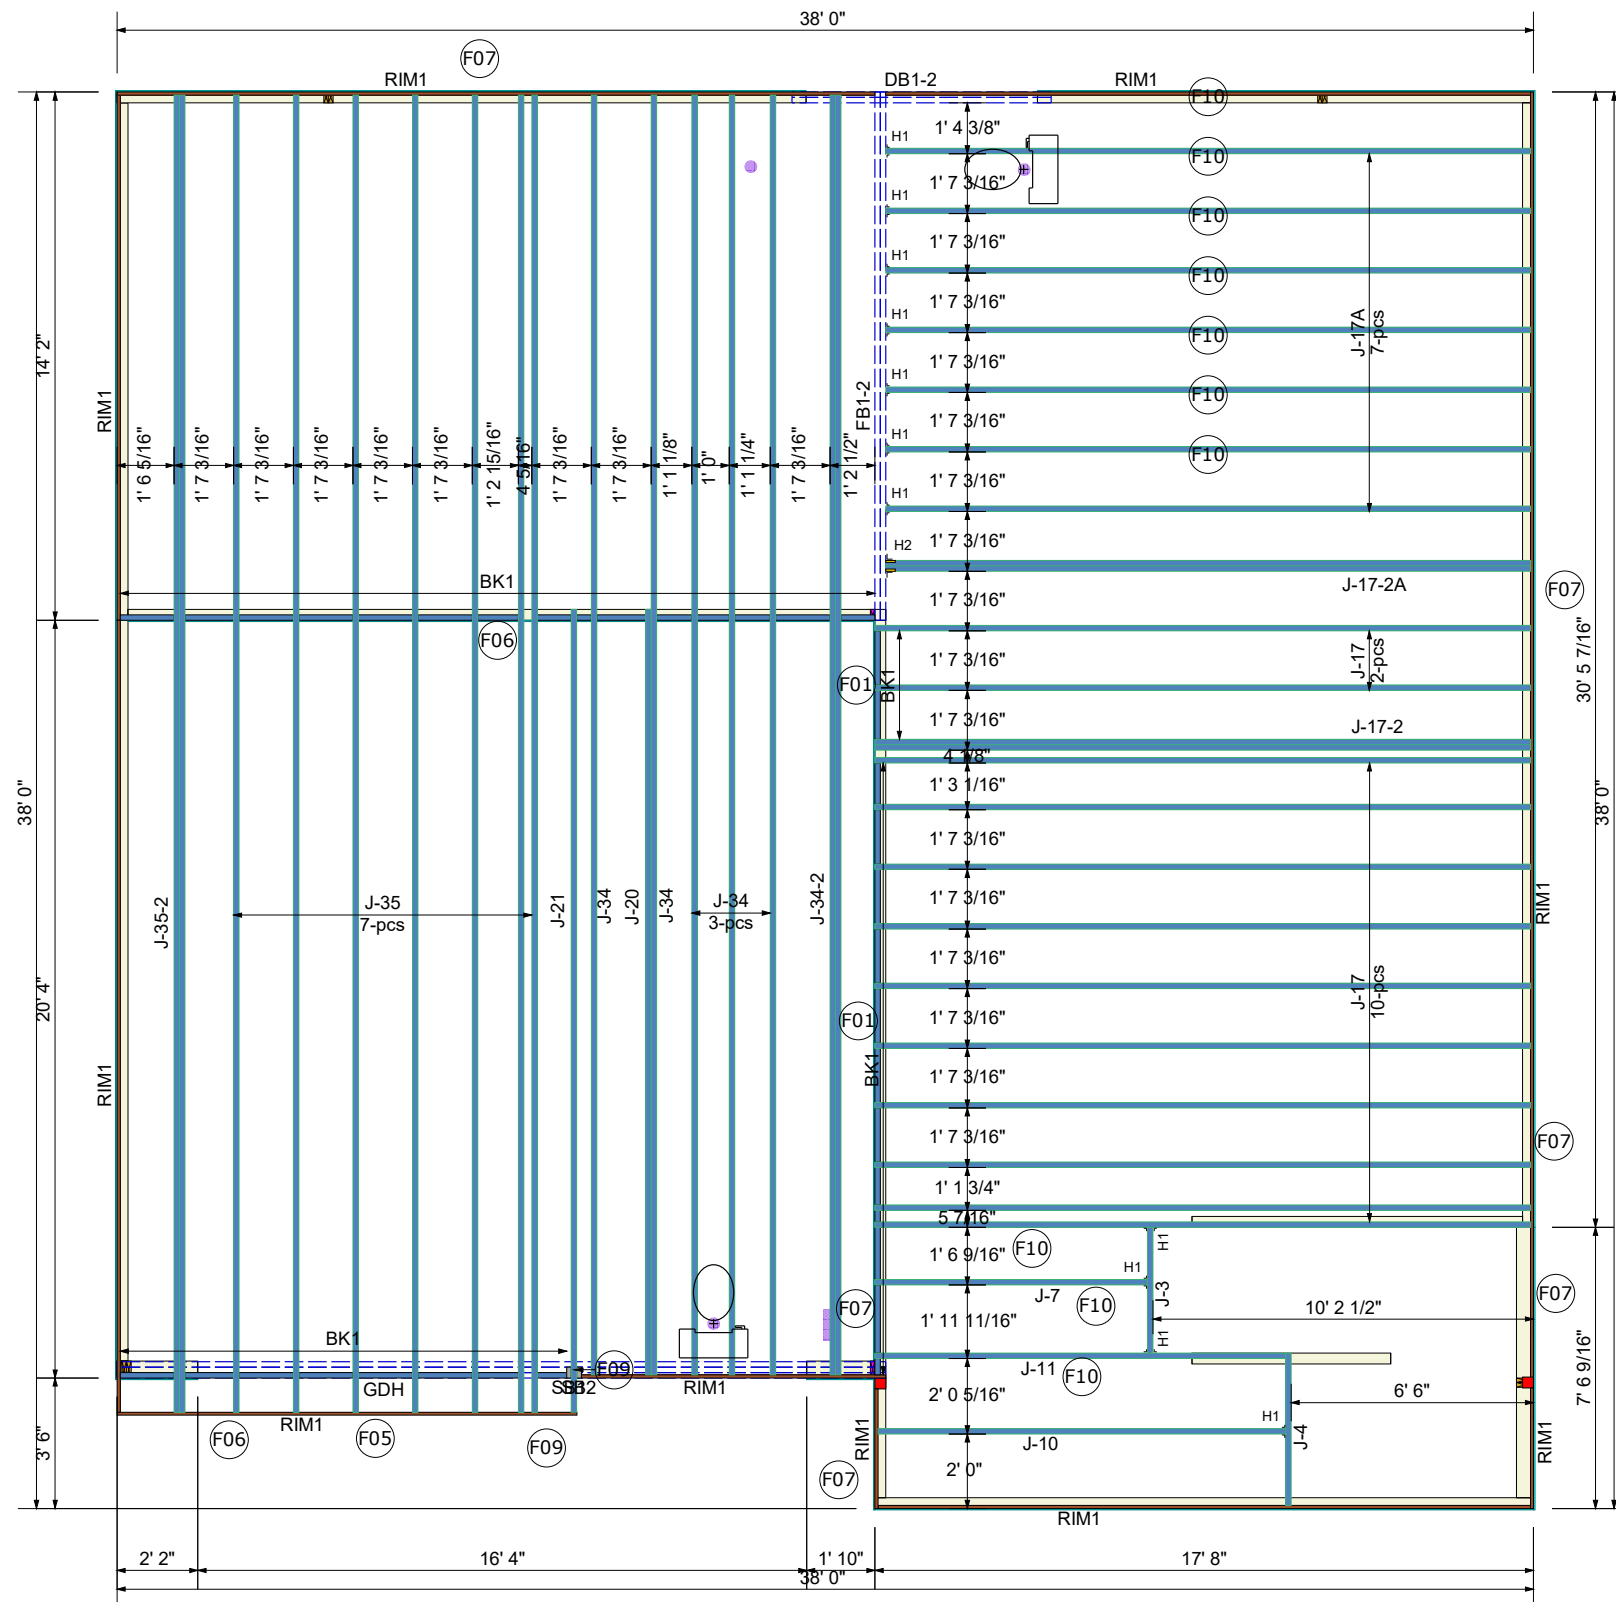 38' 0"
F07
RIM1
DB1-2
RIM1
F10
1' 4 3/8"
H1
F10
1' 7 3/16"
H1
F10
1' 7 3/16"
H1
F10
1' 7 3/16"
H1
F10
J-17A
7-pcs
1' 7 3/16"
H1
F10
1' 7 3/16"
H1
F10
1' 7 3/16"
H1
1' 7 3/16"
H2
J-17-2A
1' 7 3/16"
14' 2"
RIM1
FB1-2
1' 6 5/16"
1' 7 3/16"
1' 7 3/16"
1' 7 3/16"
1' 7 3/16"
1' 7 3/16"
1' 2 15/16"
4 5/16"
1' 7 3/16"
1' 7 3/16"
1' 1 1/8"
1' 0"
1' 1 1/4"
1' 7 3/16"
1' 2 1/2"
BK1
F06
F07
30' 5 7/16"
F01
BK1
1' 7 3/16"
J-17
2-pcs
1' 7 3/16"
J-17-2
4 1/8"
1' 3 1/16"
38' 0"
38' 0"
1' 7 3/16"
1' 7 3/16"
1' 7 3/16"
1' 7 3/16"
1' 7 3/16"
1' 7 3/16"
1' 1 3/4"
5 7/16"
J-17
10-pcs
RIM1
20' 4"
J-35-2
J-35
7-pcs
J-21
J-34
J-20
J-34
J-34
3-pcs
J-34-2
F01
BK1
RIM1
F07
F10
1' 6 9/16"
H1
H1
J-7
J-3
F10
F07
F07
10' 2 1/2"
1' 11 11/16"
H1
J-11
F10
7' 6 9/16"
BK1
F09
GDH
RIM1
RIM1
2' 0 5/16"
6' 6"
H1
J-10
J-4
RIM1
RIM1
3' 6"
F06
F05
F09
F07
2' 0"
RIM1
2' 2"
16' 4"
1' 10"
17' 8"
38' 0"